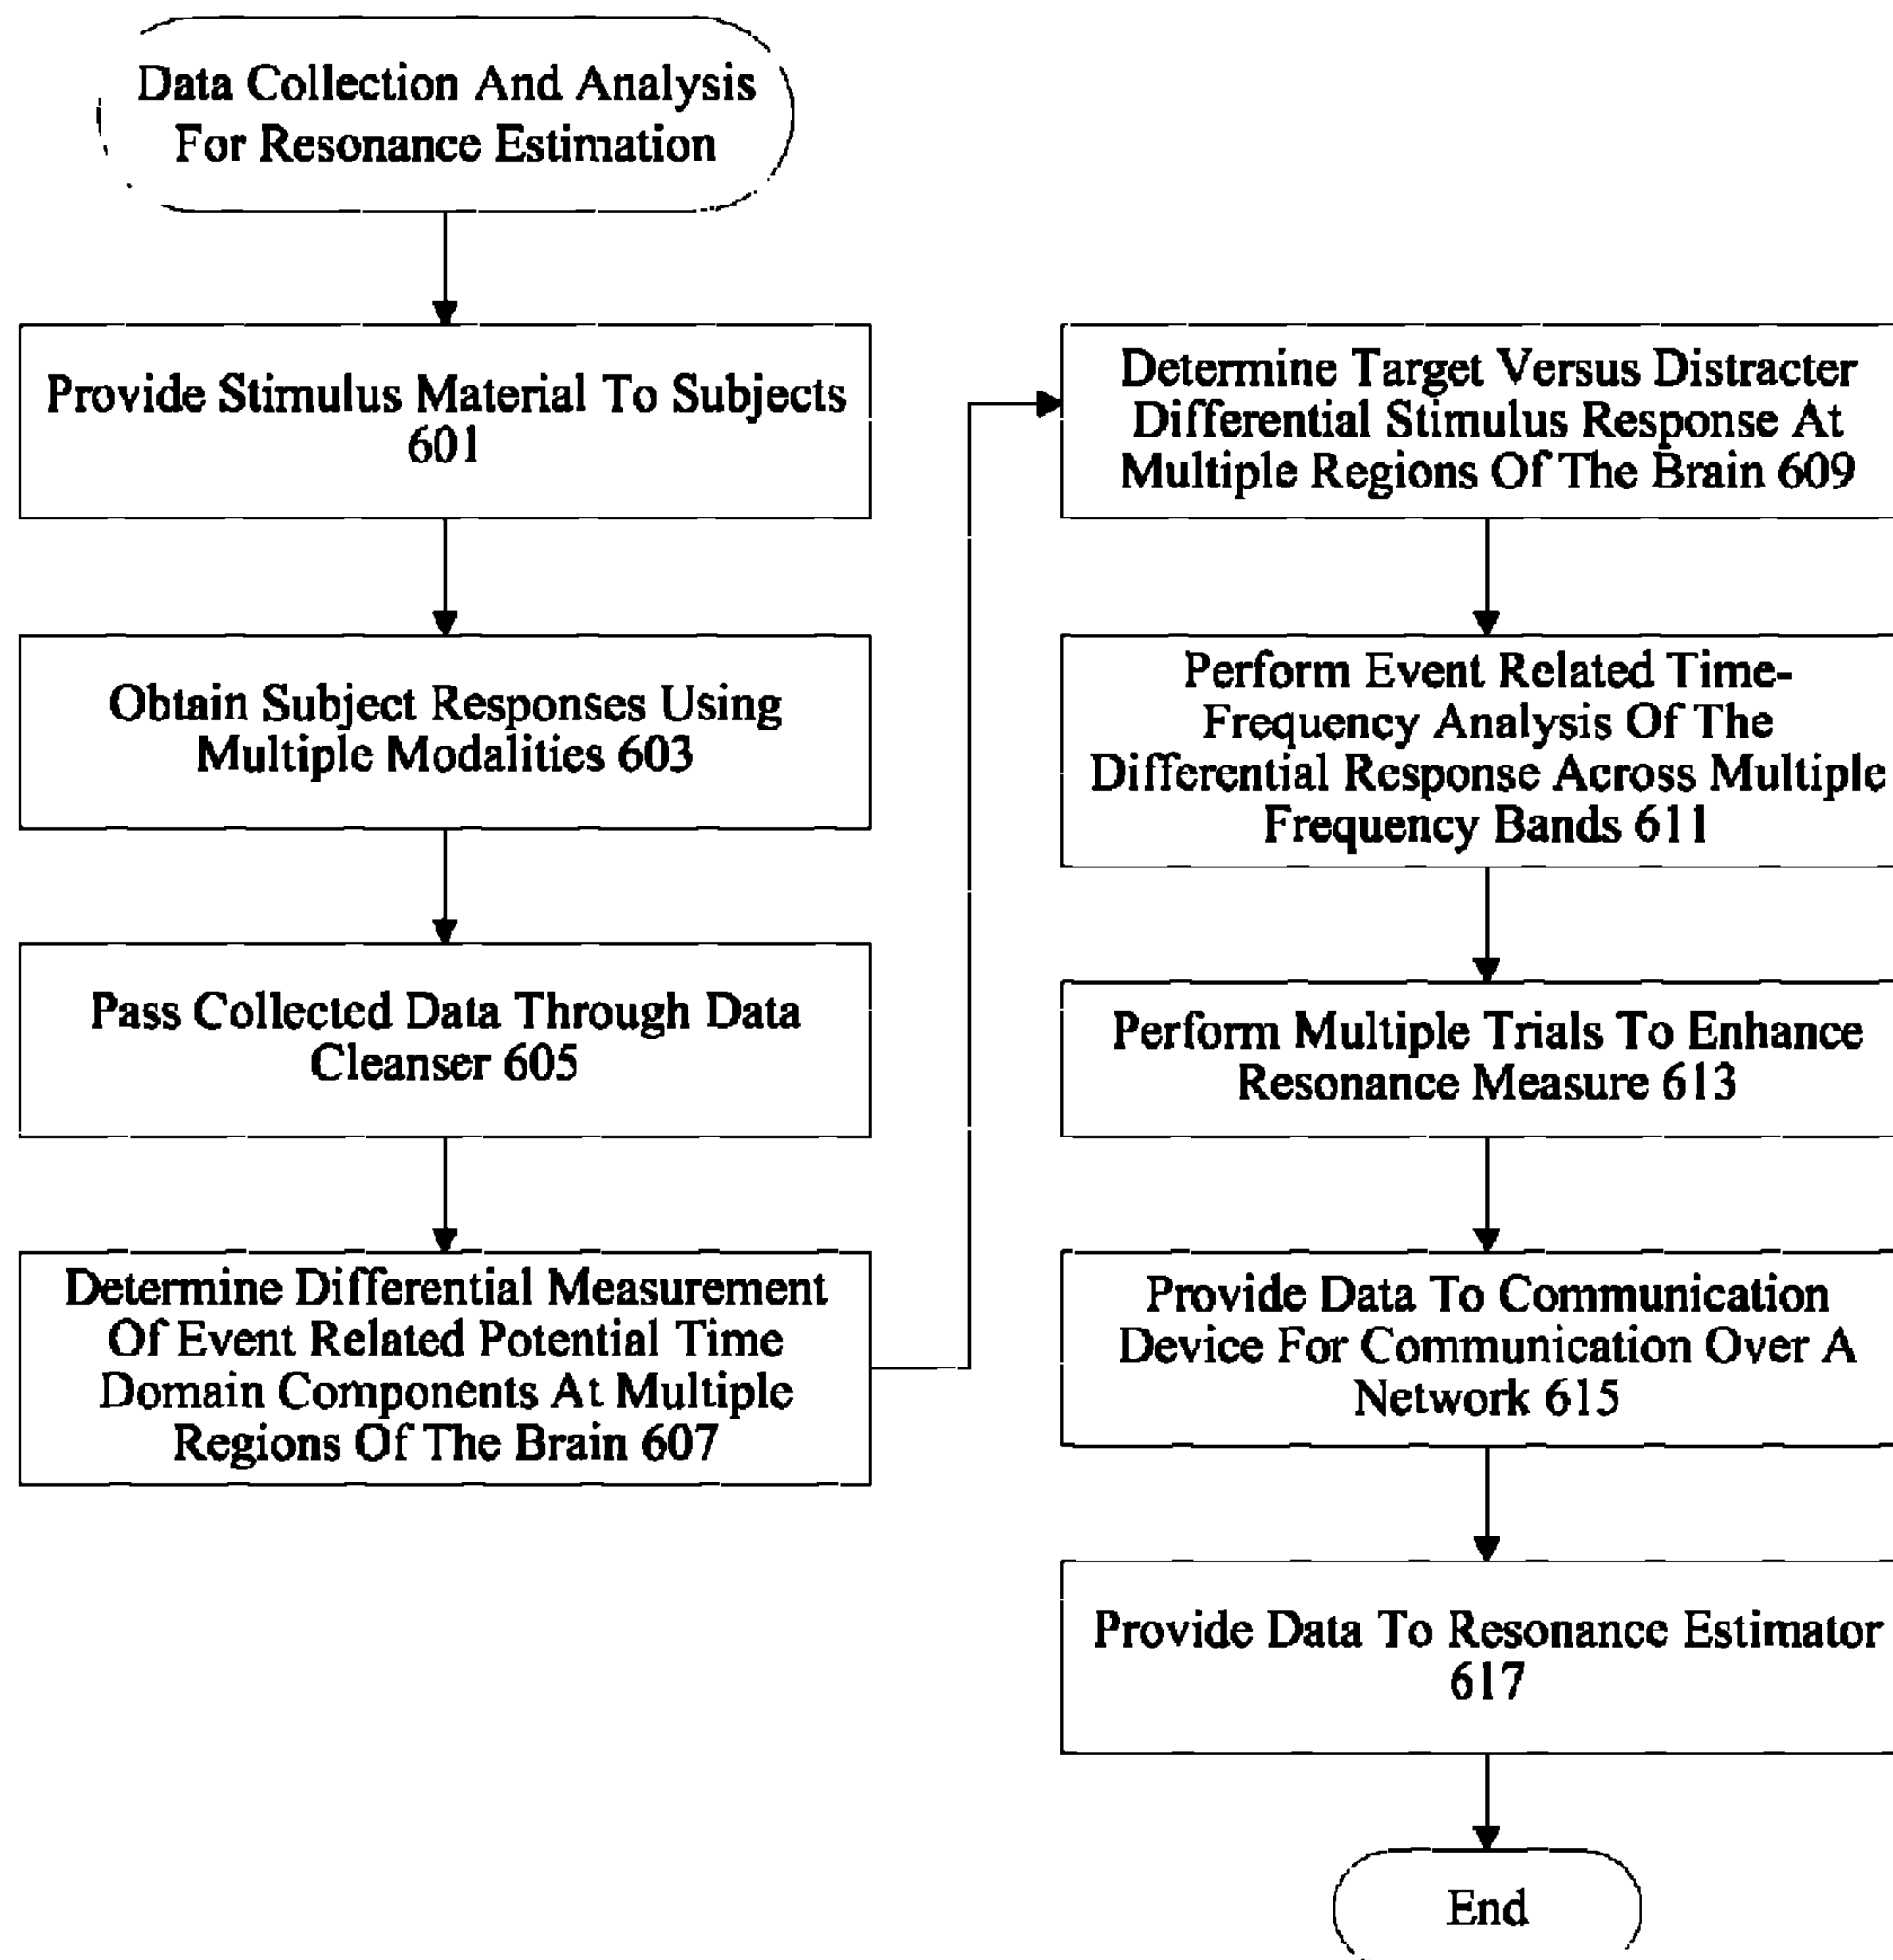 Data Collection And Analysis
For Resonance Estimation
Provide Stimulus Material To Subjects
601
Obtain Subject Responses Using
Multiple Modalities 603
Pass Collected Data Through Data
Cleanser 605
Determine Differential Measurement
Of Event Related Potential Time
Domain Components At Multiple
Regions Of The Brain 607
Determine Target Versus Distracter
Differential Stimulus Response At
Multiple Regions Of The Brain 609
Perform Event Related Time-
Frequency Analysis Of The
Differential Response Across Multiple
Frequency Bands 611
Perform Multiple Trials To Enhance
Resonance Measure 613
Provide Data To Communication
Device For Communication Over A
Network 615
Provide Data To Resonance Estimator
617
End